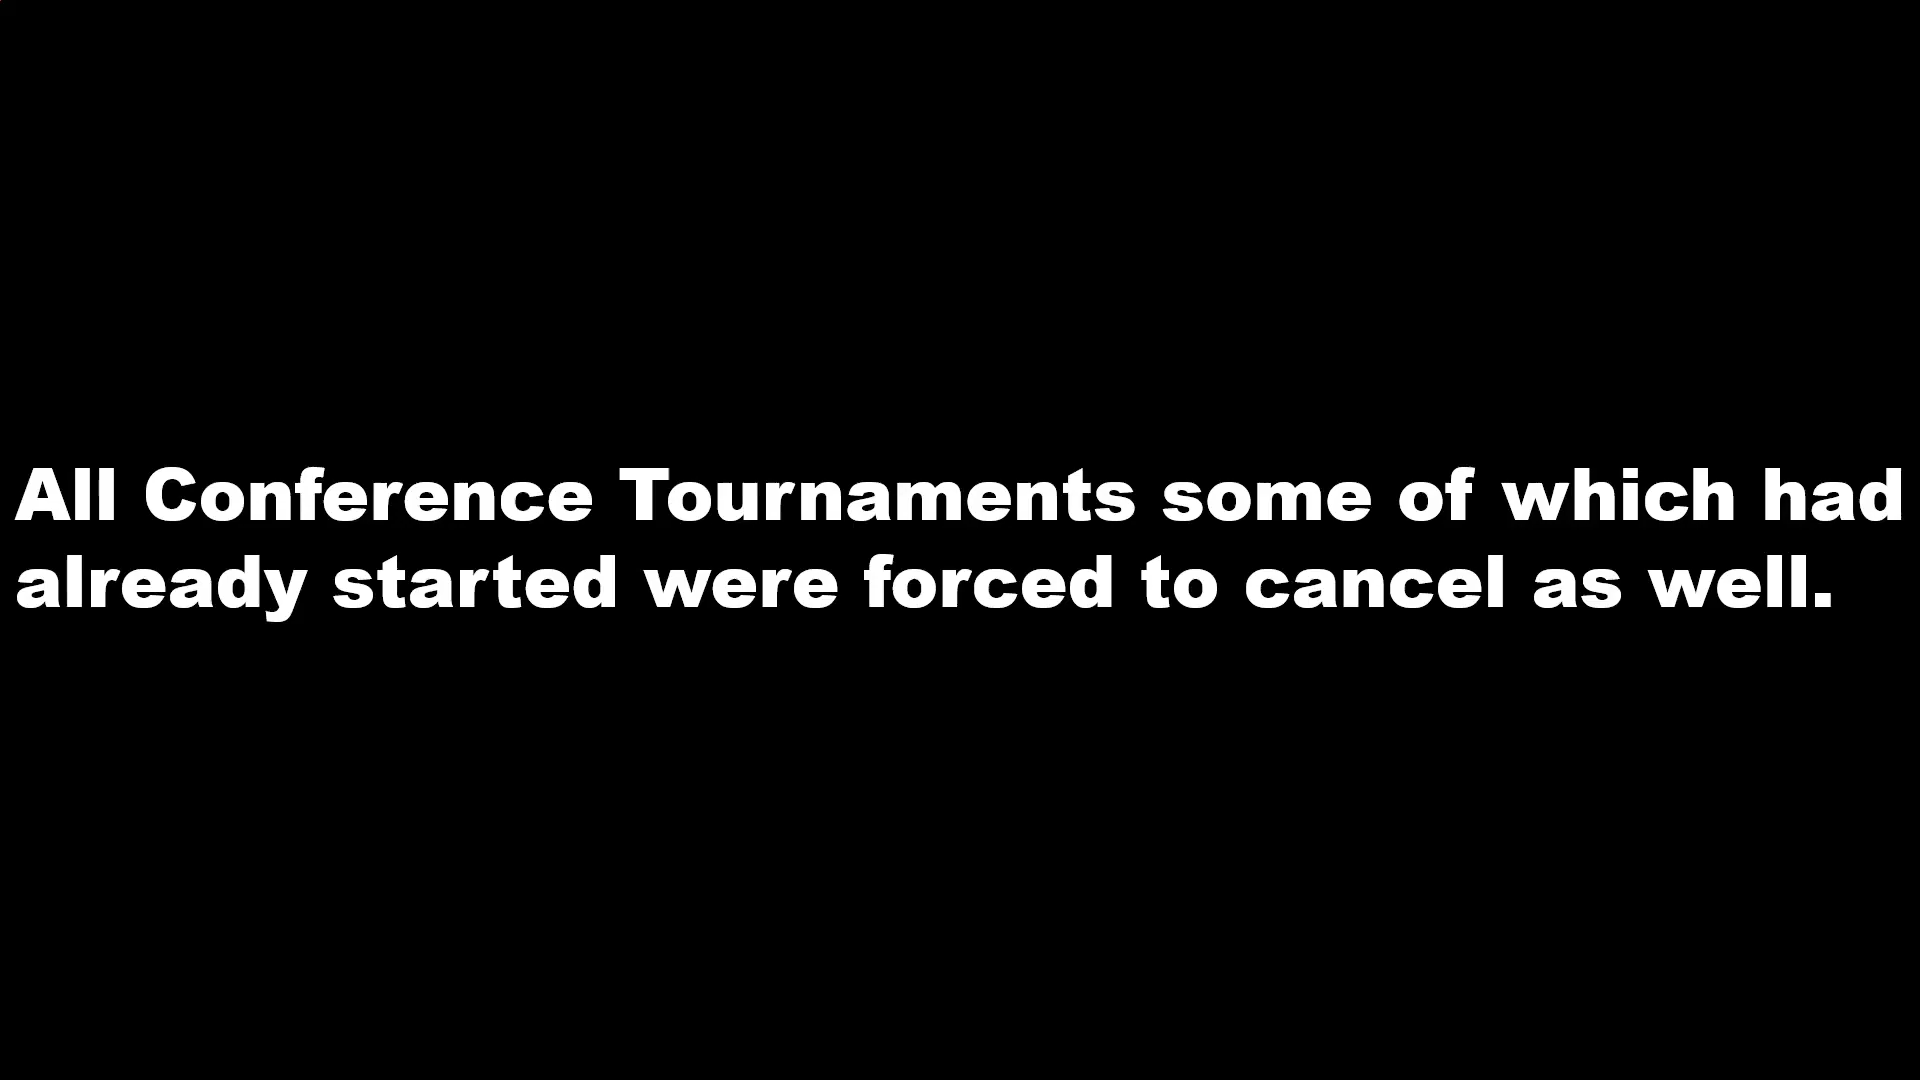 All Conference Tournaments some of which had
already started were forced to cancel as well.